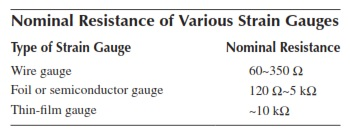 Nominal Resistance of Various Strain Gauges
Type of Strain Gauge Nominal Resistance
Wire gauge 60~350 Ω
Foil or semiconductor gauge 120 Ω~5 kΩ
Thin-film gauge ~10 kΩ